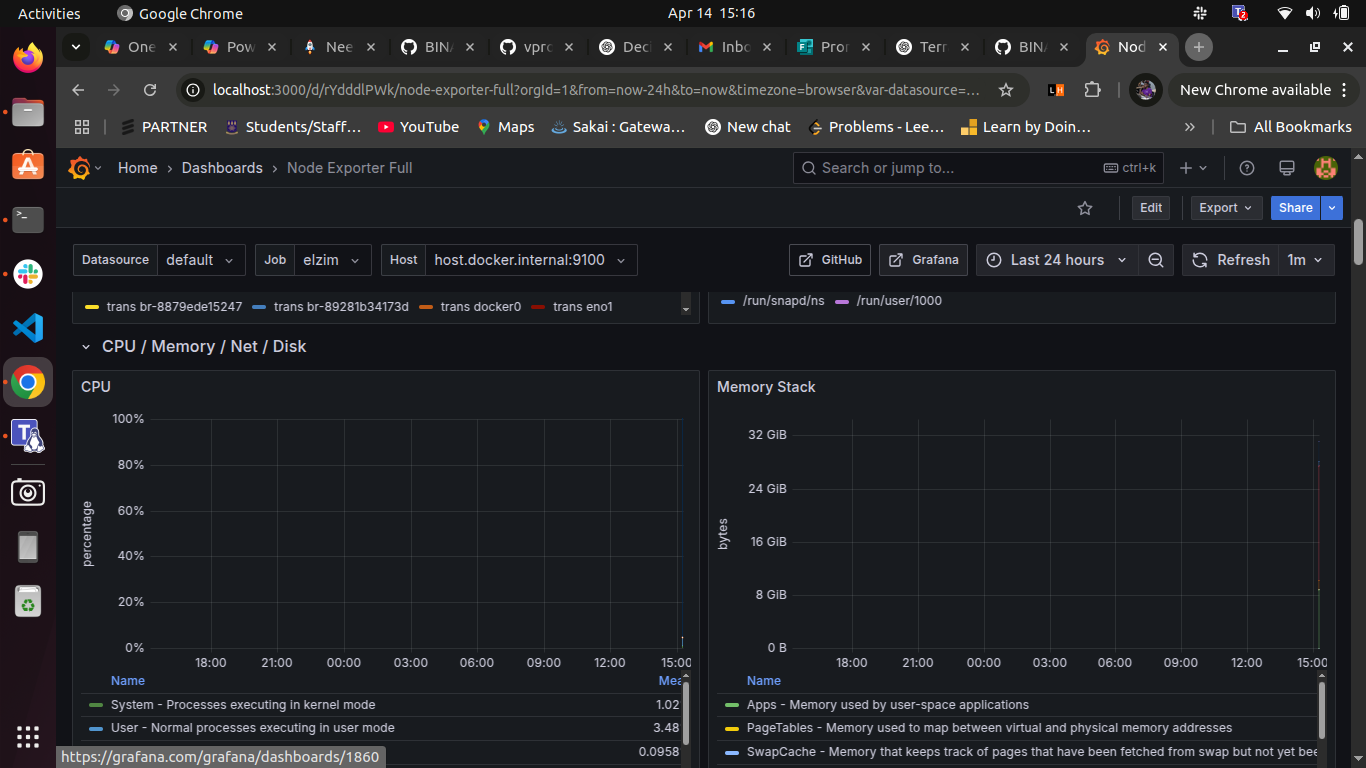 Activities Google Chrome Apr 14 15:16
One Pow Nee BINA vpro Deci Inbo Pror Terr BINA Nod
localhost:3000/d/rYdddlPWk/node-exporter-full?orgId=1&from=now-24h&to=now&timezone=browser&var-datasource=... New Chrome available
PARTNER Students/Staff... YouTube Maps Sakai : Gatewa... New chat Problems - Lee... Learn by Doin... » All Bookmarks
Home › Dashboards › Node Exporter Full Search or jump to... ctrl+k
Edit Export Share
Datasource default Job elzim Host host.docker.internal:9100 GitHub Grafana Last 24 hours Refresh 1m
trans br-8879ede15247 trans br-89281b34173d trans docker0 trans eno1
/run/snapd/ns /run/user/1000
CPU / Memory / Net / Disk
CPU
100%
80%
60%
40%
20%
0%
percentage
18:00 21:00 00:00 03:00 06:00 09:00 12:00 15:00
Name Mea
System - Processes executing in kernel mode 1.02
User - Normal processes executing in user mode 3.48
0.0958
Memory Stack
32 GiB
24 GiB
16 GiB
8 GiB
0 B
bytes
18:00 21:00 00:00 03:00 06:00 09:00 12:00 15:00
Name
Apps - Memory used by user-space applications
PageTables - Memory used to map between virtual and physical memory addresses
SwapCache - Memory that keeps track of pages that have been fetched from swap but not yet bee
https://grafana.com/grafana/dashboards/1860